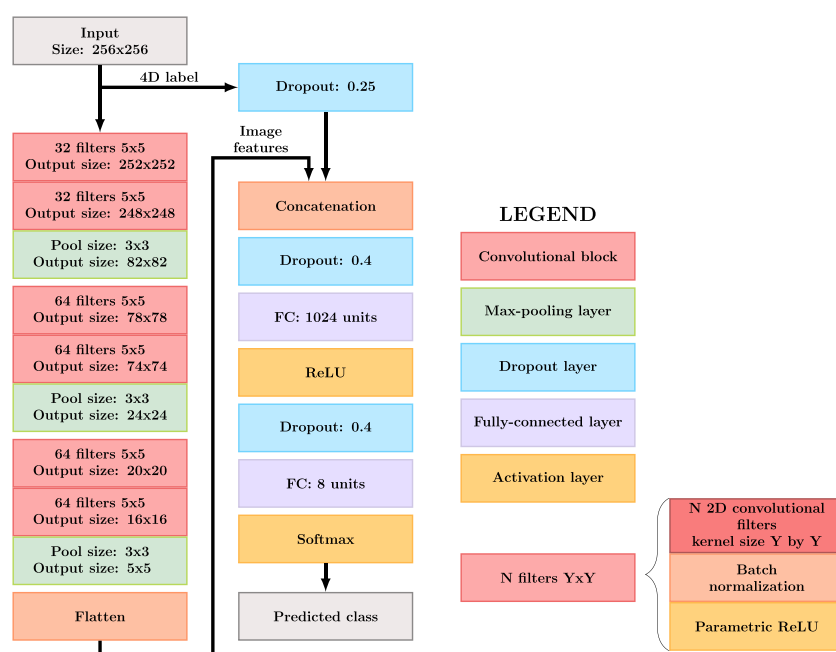 Input
Size: 256x256
4D label
Dropout: 0.25
32 filters 5x5
Output size: 252x252
32 filters 5x5
Output size: 248x248
Pool size: 3x3
Output size: 82x82
64 filters 5x5
Output size: 78x78
64 filters 5x5
Output size: 74x74
Pool size: 3x3
Output size: 24x24
64 filters 5x5
Output size: 20x20
64 filters 5x5
Output size: 16x16
Pool size: 3x3
Output size: 5x5
Flatten
Image
features
Concatenation
Dropout: 0.4
FC: 1024 units
ReLU
Dropout: 0.4
FC: 8 units
Softmax
Predicted class
LEGEND
Convolutional block
Max-pooling layer
Dropout layer
Fully-connected layer
Activation layer
N filters YxY
N 2D convolutional
filters
kernel size Y by Y
Batch
normalization
Parametric ReLU